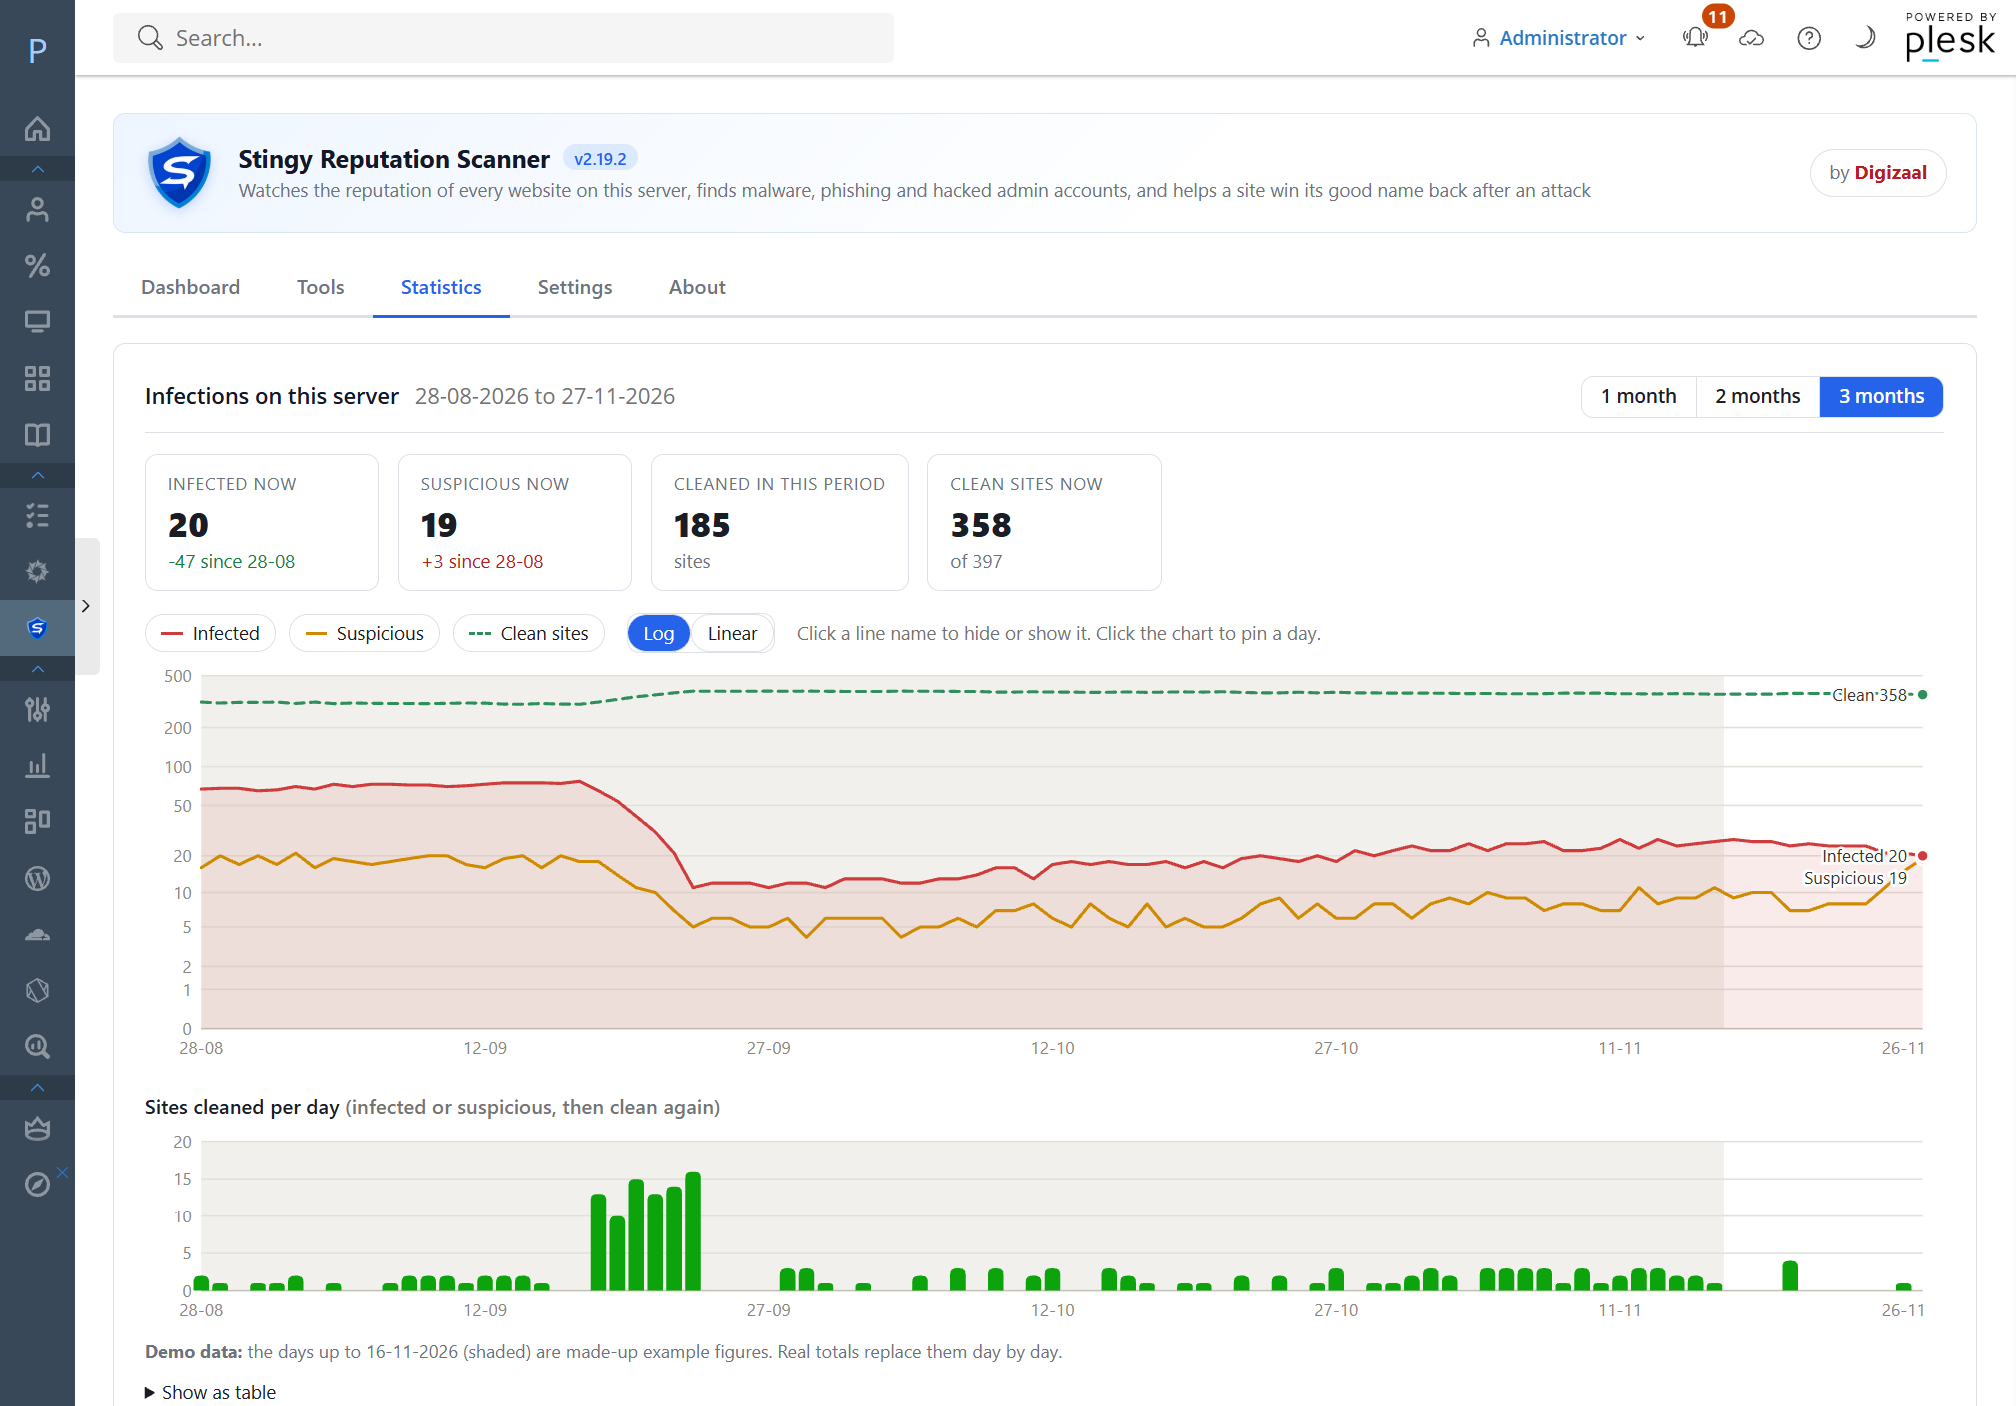 P
Search...
Administrator
11
POWERED BY
plesk
Stingy Reputation Scanner v2.19.2
Watches the reputation of every website on this server, finds malware, phishing and hacked admin accounts, and helps a site win its good name back after an attack
by Digizaal
Dashboard Tools Statistics Settings About
Infections on this server 28-08-2026 to 27-11-2026
1 month 2 months 3 months
INFECTED NOW
20
-47 since 28-08
SUSPICIOUS NOW
19
+3 since 28-08
CLEANED IN THIS PERIOD
185
sites
CLEAN SITES NOW
358
of 397
Infected Suspicious Clean sites Log Linear Click a line name to hide or show it. Click the chart to pin a day.
500
200
100
50
20
10
5
2
1
0
Clean 358
Infected 20
Suspicious 19
28-08 12-09 27-09 12-10 27-10 11-11 26-11
Sites cleaned per day (infected or suspicious, then clean again)
20
15
10
5
0
28-08 12-09 27-09 12-10 27-10 11-11 26-11
Demo data: the days up to 16-11-2026 (shaded) are made-up example figures. Real totals replace them day by day.
Show as table